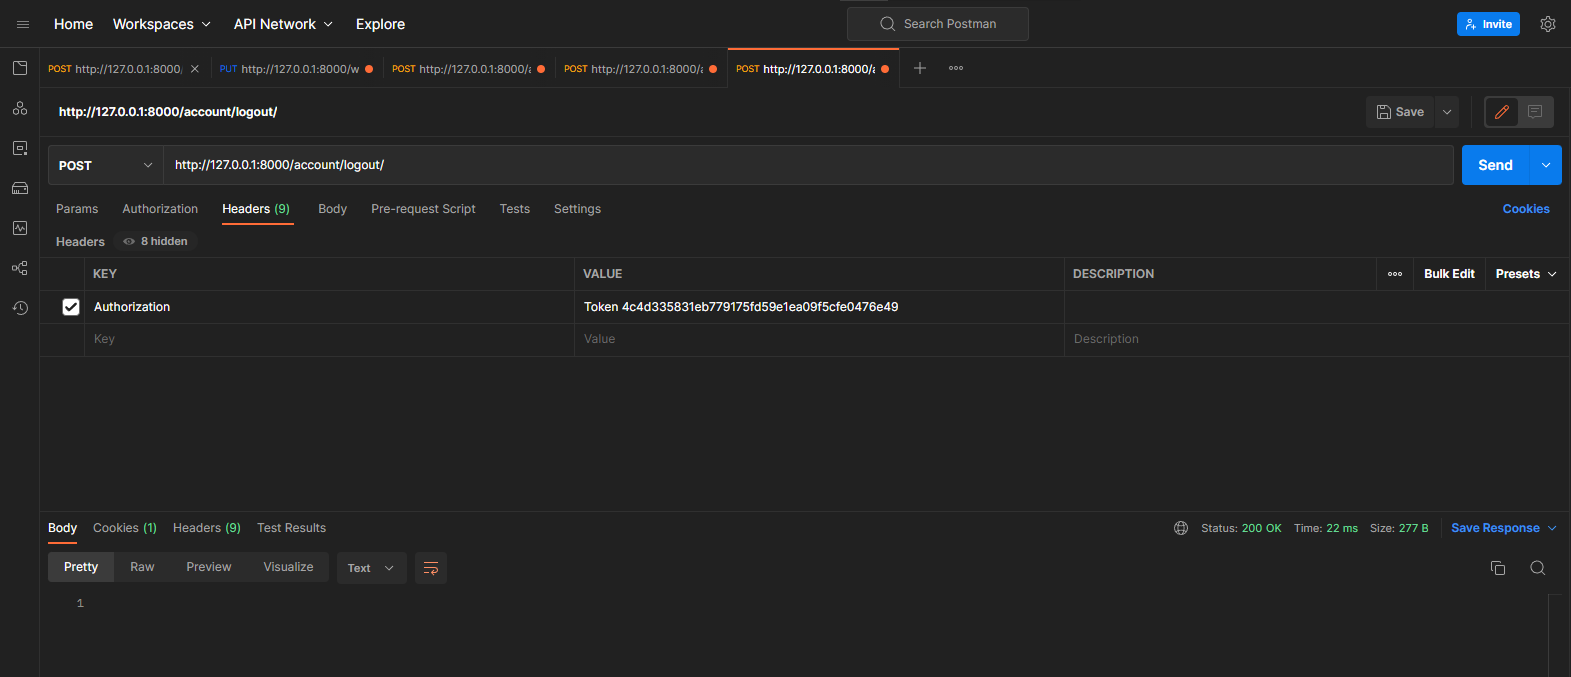 Home Workspaces API Network Explore Search Postman Invite
POST http://127.0.0.1:8000/ PUT http://127.0.0.1:8000/w POST http://127.0.0.1:8000/a POST http://127.0.0.1:8000/a POST http://127.0.0.1:8000/a
http://127.0.0.1:8000/account/logout/ Save
POST http://127.0.0.1:8000/account/logout/ Send
Params Authorization Headers (9) Body Pre-request Script Tests Settings Cookies
Headers 8 hidden
KEY VALUE DESCRIPTION Bulk Edit Presets
Authorization Token 4c4d335831eb779175fd59e1ea09f5cfe0476e49
Key Value Description
Body Cookies (1) Headers (9) Test Results Status: 200 OK Time: 22 ms Size: 277 B Save Response
Pretty Raw Preview Visualize Text
1